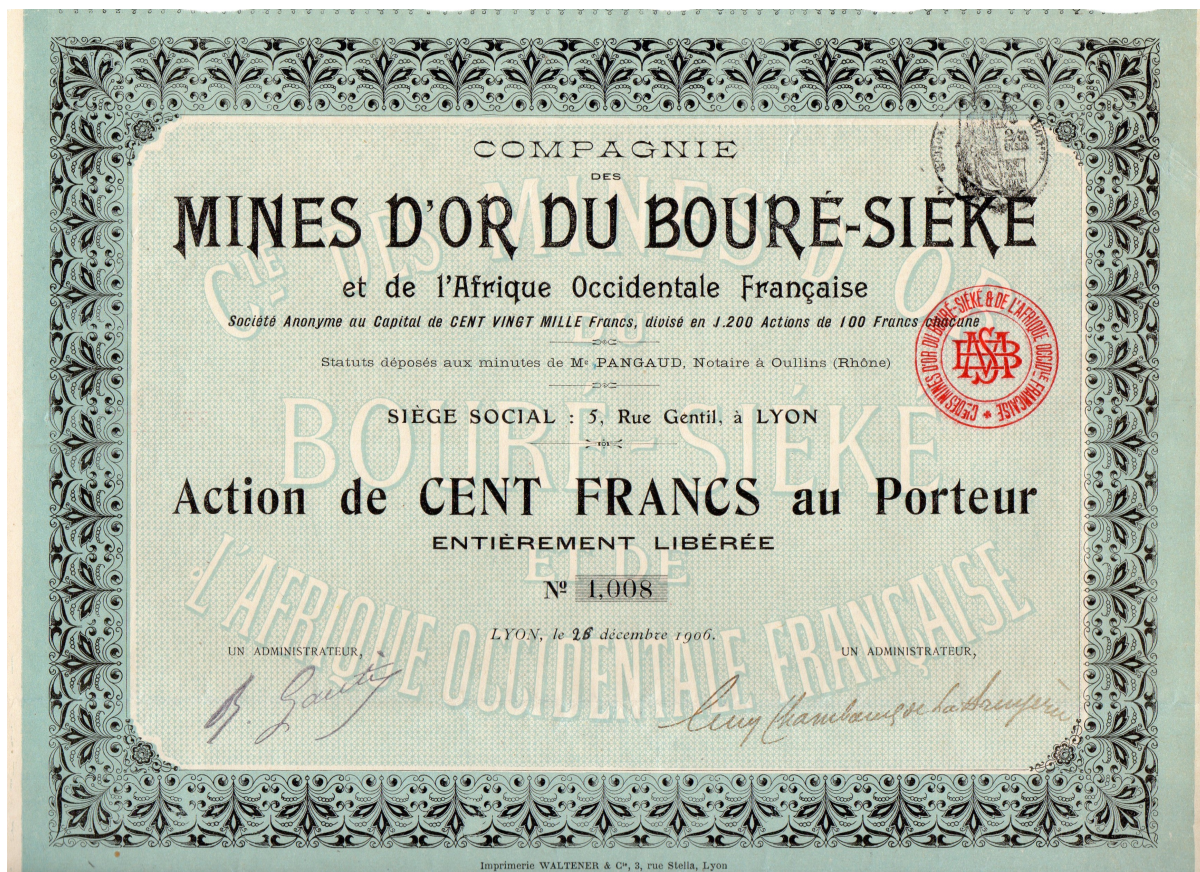 COMPAGNIE
DES
MINES D'OR DU BOURÉ-SIÉKÉ
et de l'Afrique Occidentale Française
Société Anonyme au Capital de CENT VINGT MILLE Francs, divisé en 1.200 Actions de 100 Francs chacune
Statuts déposés aux minutes de Mᵉ PANGAUD, Notaire à Oullins (Rhône)
SIÈGE SOCIAL : 5, Rue Gentil, à LYON
Action de CENT FRANCS au Porteur
ENTIÈREMENT LIBÉRÉE
Nº 1,008
LYON, le 26 décembre 1906.
UN ADMINISTRATEUR,
UN ADMINISTRATEUR,
Cⁱᵉ DES MINES D'OR
DU
BOURÉ-SIÉKÉ
ET DE
L'AFRIQUE OCCIDENTALE FRANÇAISE
Cⁱᵉ DES MINES D'OR DU BOURÉ-SIÉKÉ & DE L'AFRIQUE OCCIDˡᵉ FRANÇAISE
Imprimerie WALTENER & Cⁱᵉ, 3, rue Stella, Lyon